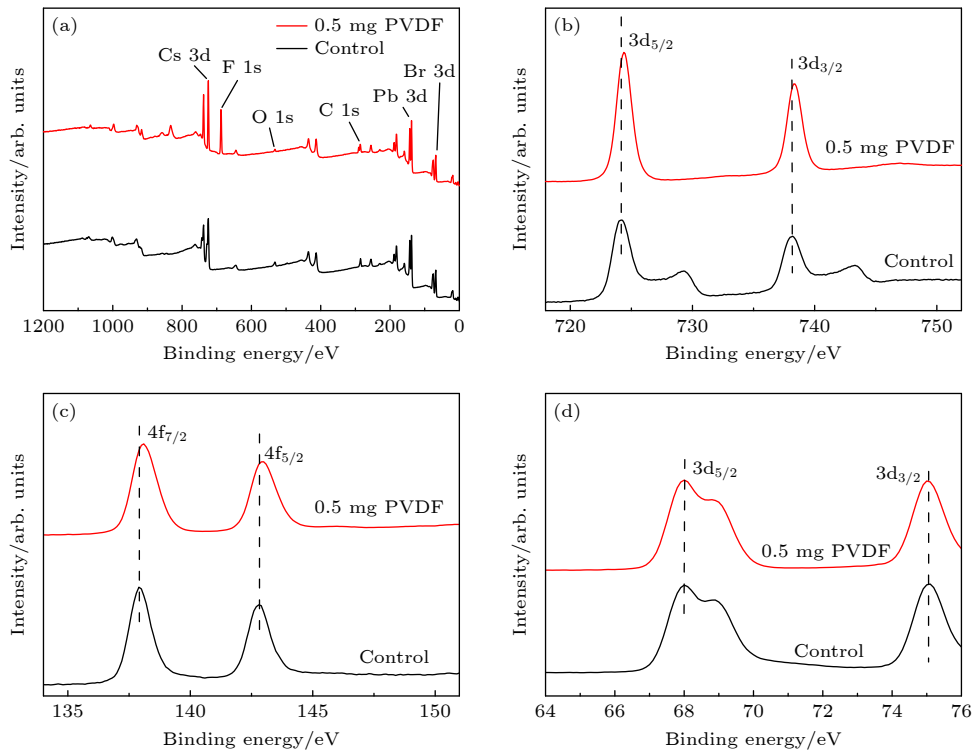 (a)
0.5 mg PVDF
Control
Cs 3d
F 1s
O 1s
C 1s
Pb 3d
Br 3d
Intensity/arb. units
1200 1000 800 600 400 200 0
Binding energy/eV
(b)
3d5/2
3d3/2
0.5 mg PVDF
Control
Intensity/arb. units
720 730 740 750
Binding energy/eV
(c)
4f7/2
4f5/2
0.5 mg PVDF
Control
Intensity/arb. units
135 140 145 150
Binding energy/eV
(d)
3d5/2
3d3/2
0.5 mg PVDF
Control
Intensity/arb. units
64 66 68 70 72 74 76
Binding energy/eV